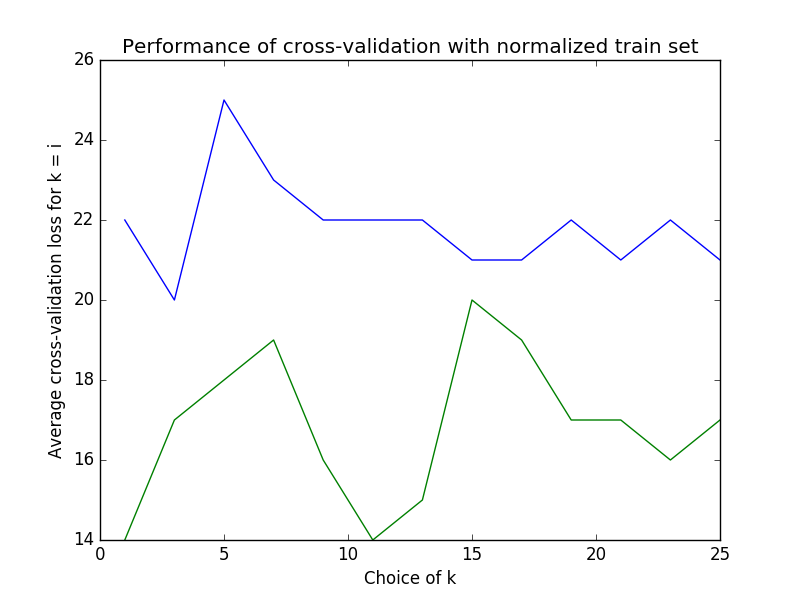 Performance of cross-validation with normalized train set
26
24
22
20
18
16
14
Average cross-validation loss for k = i
0 5 10 15 20 25
Choice of k